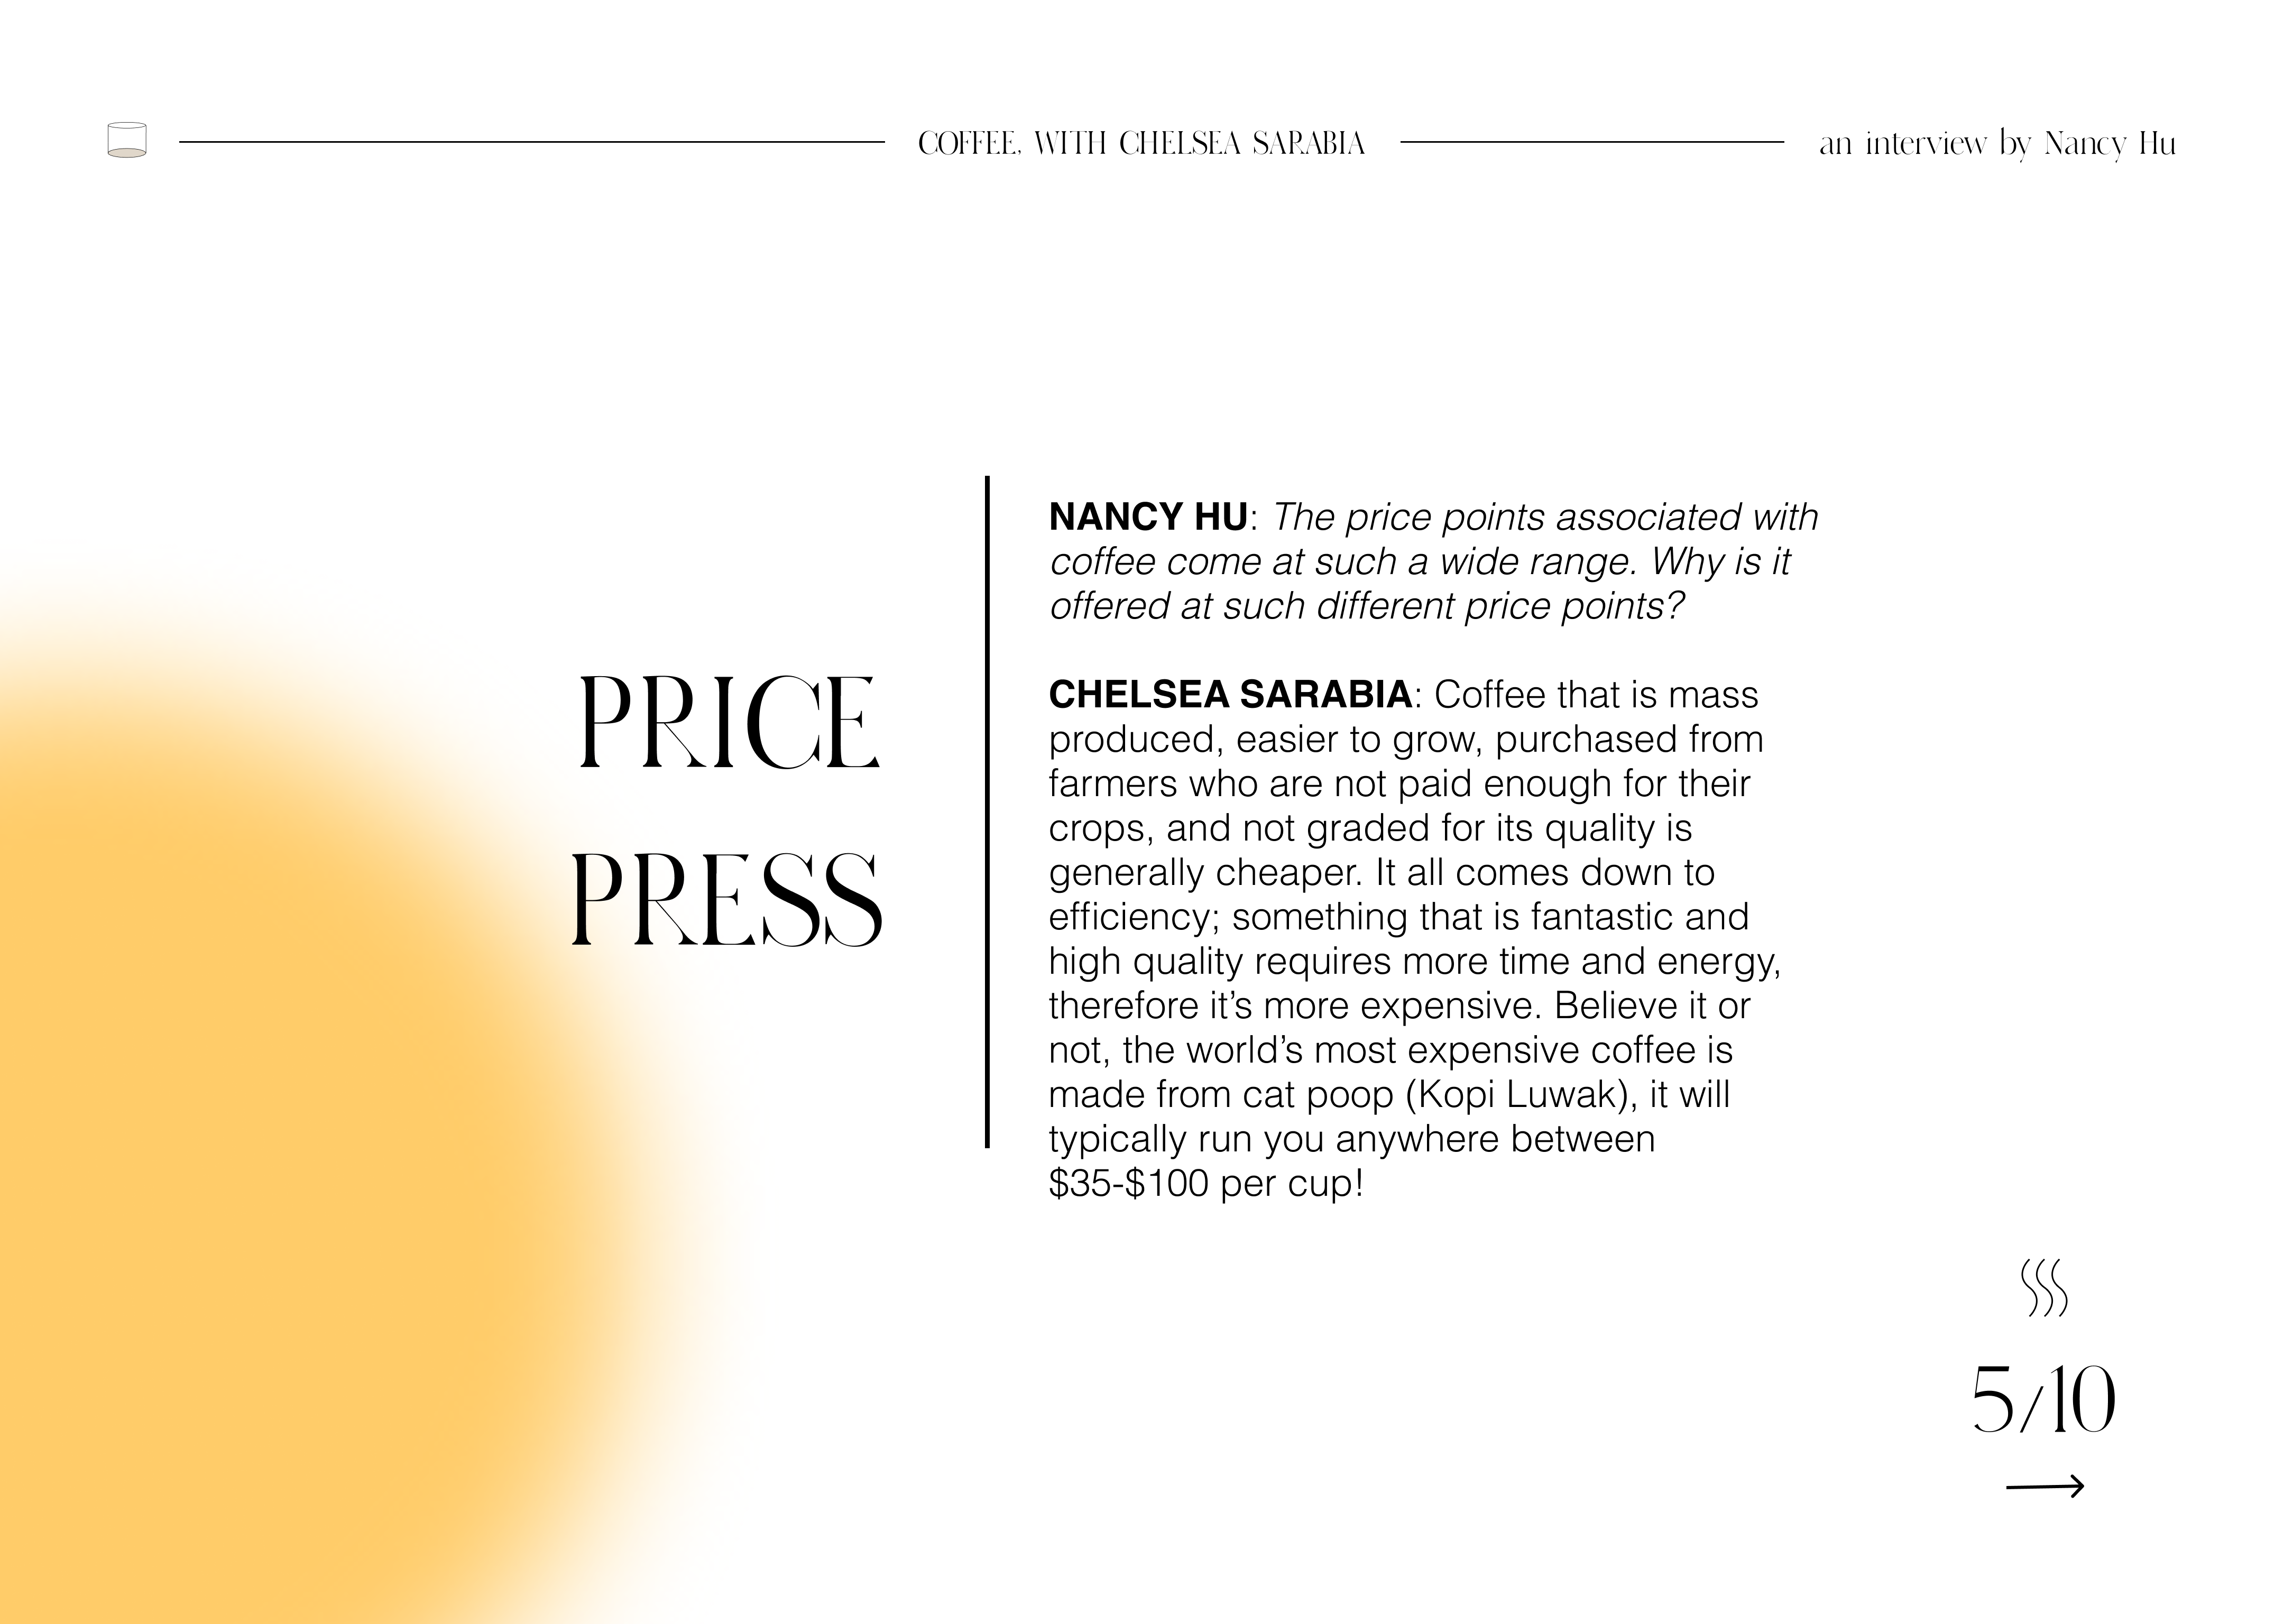 COFFEE, WITH CHELSEA SARABIA
an interview by Nancy Hu
PRICE
PRESS
NANCY HU: The price points associated with
coffee come at such a wide range. Why is it
offered at such different price points?
CHELSEA SARABIA: Coffee that is mass
produced, easier to grow, purchased from
farmers who are not paid enough for their
crops, and not graded for its quality is
generally cheaper. It all comes down to
efficiency; something that is fantastic and
high quality requires more time and energy,
therefore it’s more expensive. Believe it or
not, the world’s most expensive coffee is
made from cat poop (Kopi Luwak), it will
typically run you anywhere between
$35-$100 per cup!
5/10